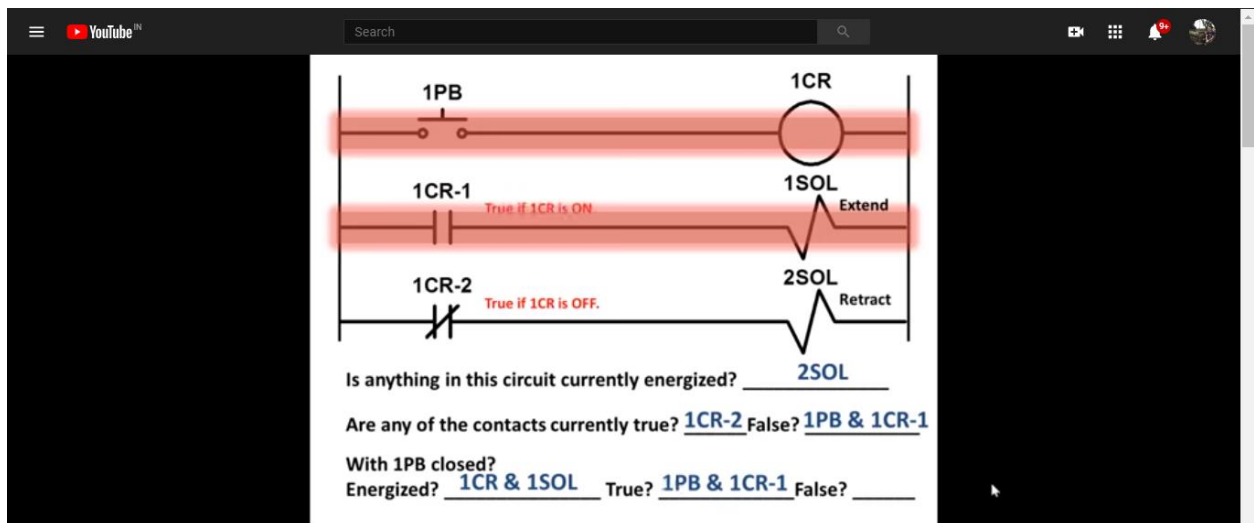 YouTube IN
Search
9+
1PB
1CR
1CR-1
True if 1CR is ON.
1SOL
Extend
1CR-2
True if 1CR is OFF.
2SOL
Retract
Is anything in this circuit currently energized? 2SOL
Are any of the contacts currently true? 1CR-2 False? 1PB & 1CR-1
With 1PB closed?
Energized? 1CR & 1SOL True? 1PB & 1CR-1 False? ______